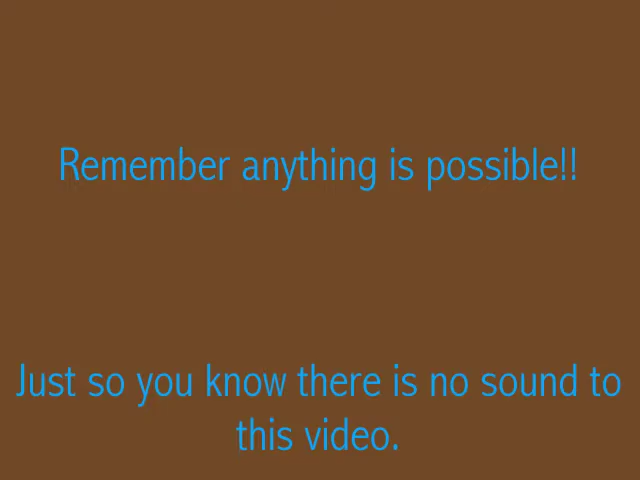 Remember anything is possible!!
Just so you know there is no sound to
this video.